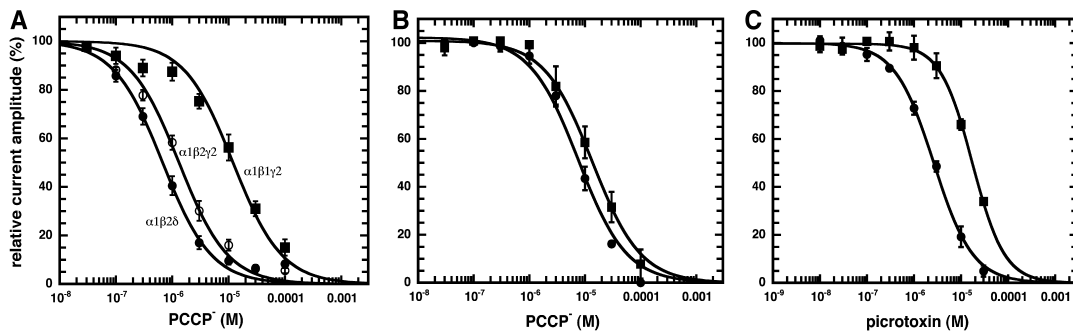 A
B
C
relative current amplitude (%)
100
80
60
40
20
0
α1β2γ2
α1β1γ2
α1β2δ
10⁻⁸ 10⁻⁷ 10⁻⁶ 10⁻⁵ 0.0001 0.001
PCCP⁻ (M)
100
80
60
40
20
0
10⁻⁸ 10⁻⁷ 10⁻⁶ 10⁻⁵ 0.0001 0.001
PCCP⁻ (M)
100
80
60
40
20
0
10⁻⁹ 10⁻⁸ 10⁻⁷ 10⁻⁶ 10⁻⁵ 0.0001 0.001
picrotoxin (M)